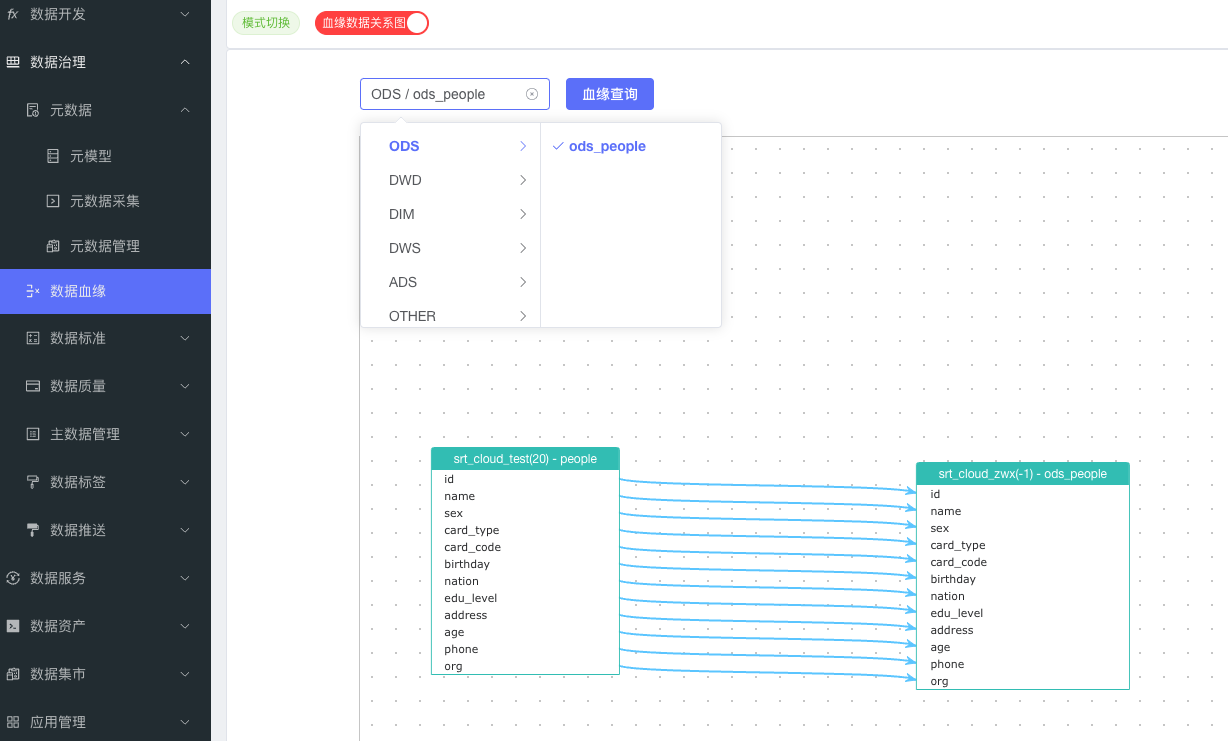 fx 数据开发
数据治理
元数据
元模型
元数据采集
元数据管理
数据血缘
数据标准
数据质量
主数据管理
数据标签
数据推送
数据服务
数据资产
数据集市
应用管理
模式切换
血缘数据关系图
ODS / ods_people
血缘查询
ODS
DWD
DIM
DWS
ADS
OTHER
ods_people
srt_cloud_test(20) - people
id
name
sex
card_type
card_code
birthday
nation
edu_level
address
age
phone
org
srt_cloud_zwx(-1) - ods_people
id
name
sex
card_type
card_code
birthday
nation
edu_level
address
age
phone
org